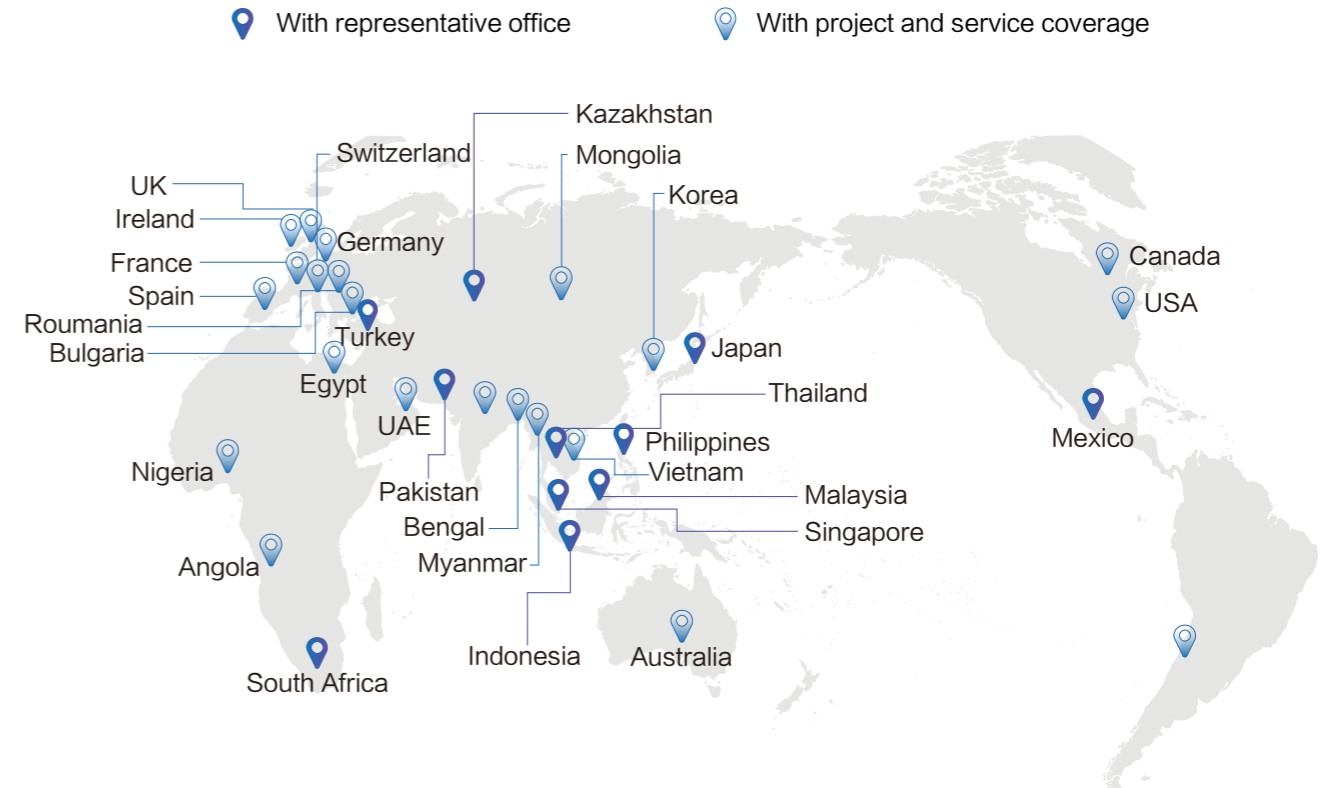 With representative office
With project and service coverage
Kazakhstan
Switzerland
Mongolia
UK
Korea
Ireland
Germany
Canada
France
Spain
USA
Roumania
Turkey
Japan
Bulgaria
Egypt
Thailand
UAE
Mexico
Philippines
Nigeria
Vietnam
Pakistan
Malaysia
Bengal
Singapore
Myanmar
Angola
Indonesia
Australia
South Africa